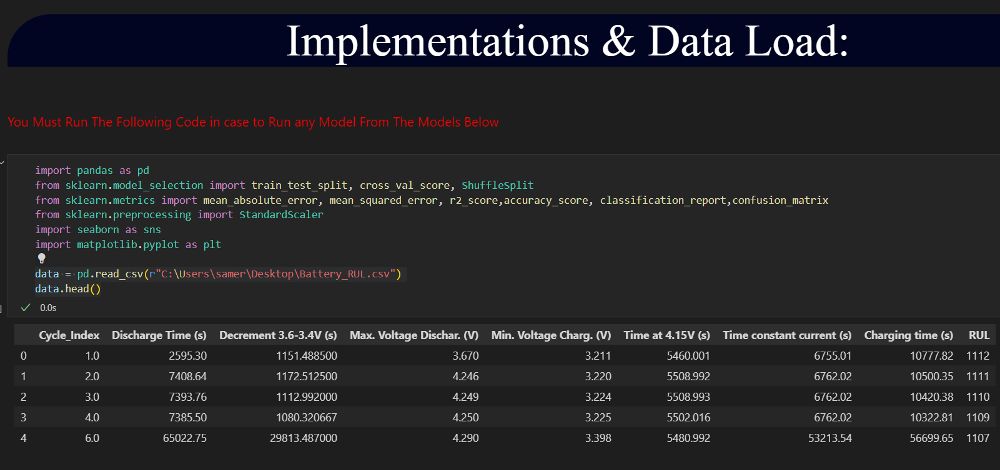 Implementations & Data Load:
You Must Run The Following Code in case to Run any Model From The Models Below
import pandas as pd
from sklearn.model_selection import train_test_split, cross_val_score, ShuffleSplit
from sklearn.metrics import mean_absolute_error, mean_squared_error, r2_score,accuracy_score, classification_report,confusion_matrix
from sklearn.preprocessing import StandardScaler
import seaborn as sns
import matplotlib.pyplot as plt
data = pd.read_csv(r"C:\Users\samer\Desktop\Battery_RUL.csv")
data.head()
0.0s
Cycle_Index Discharge Time (s) Decrement 3.6-3.4V (s) Max. Voltage Dischar. (V) Min. Voltage Charg. (V) Time at 4.15V (s) Time constant current (s) Charging time (s) RUL
0 1.0 2595.30 1151.488500 3.670 3.211 5460.001 6755.01 10777.82 1112
1 2.0 7408.64 1172.512500 4.246 3.220 5508.992 6762.02 10500.35 1111
2 3.0 7393.76 1112.992000 4.249 3.224 5508.993 6762.02 10420.38 1110
3 4.0 7385.50 1080.320667 4.250 3.225 5502.016 6762.02 10322.81 1109
4 6.0 65022.75 29813.487000 4.290 3.398 5480.992 53213.54 56699.65 1107